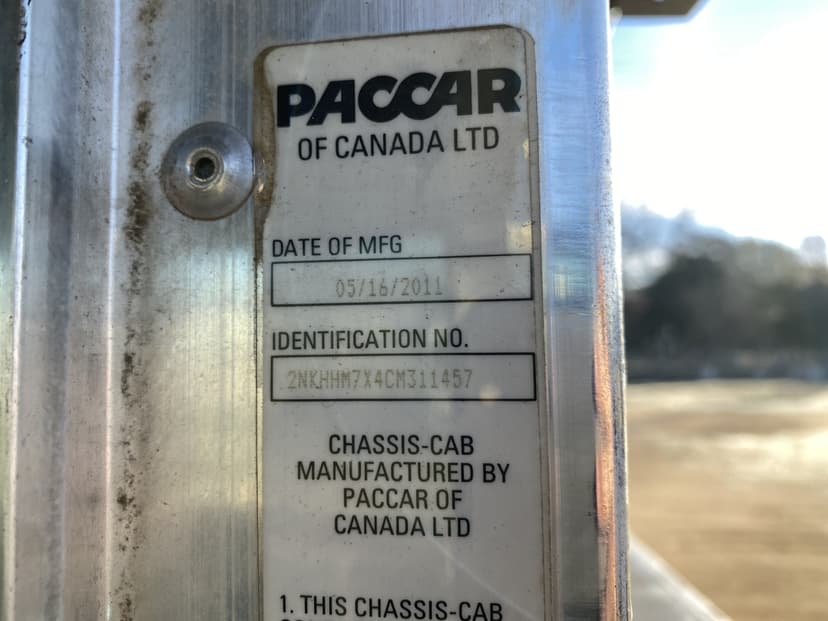 PACCAR
OF CANADA LTD
DATE OF MFG
05/16/2011
IDENTIFICATION NO.
2NKHHM7X4CM311457
CHASSIS-CAB
MANUFACTURED BY
PACCAR OF
CANADA LTD
1. THIS CHASSIS-CAB